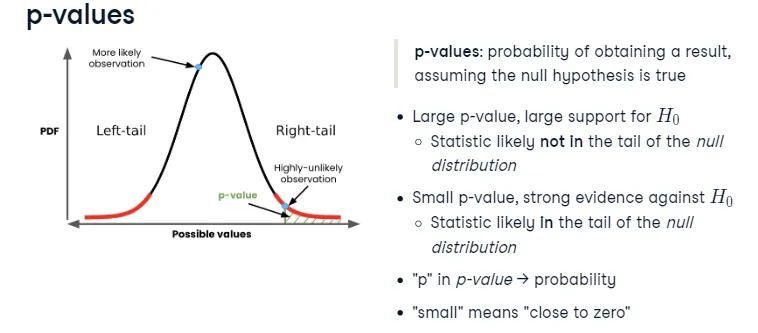 p-values
More likely
observation
PDF
Left-tail
Right-tail
Highly-unlikely
observation
p-value
Possible values
p-values: probability of obtaining a result,
assuming the null hypothesis is true
• Large p-value, large support for H₀
○ Statistic likely not in the tail of the null
distribution
• Small p-value, strong evidence against H₀
○ Statistic likely in the tail of the null
distribution
• "p" in p-value → probability
• "small" means "close to zero"